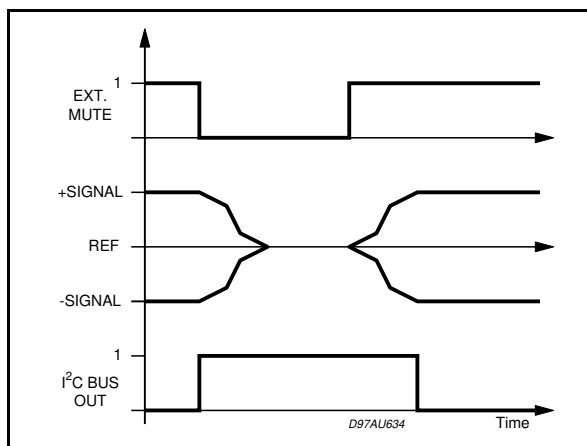 1
EXT.
MUTE
+SIGNAL
REF
-SIGNAL
1
I²C BUS
OUT
D97AU634
Time